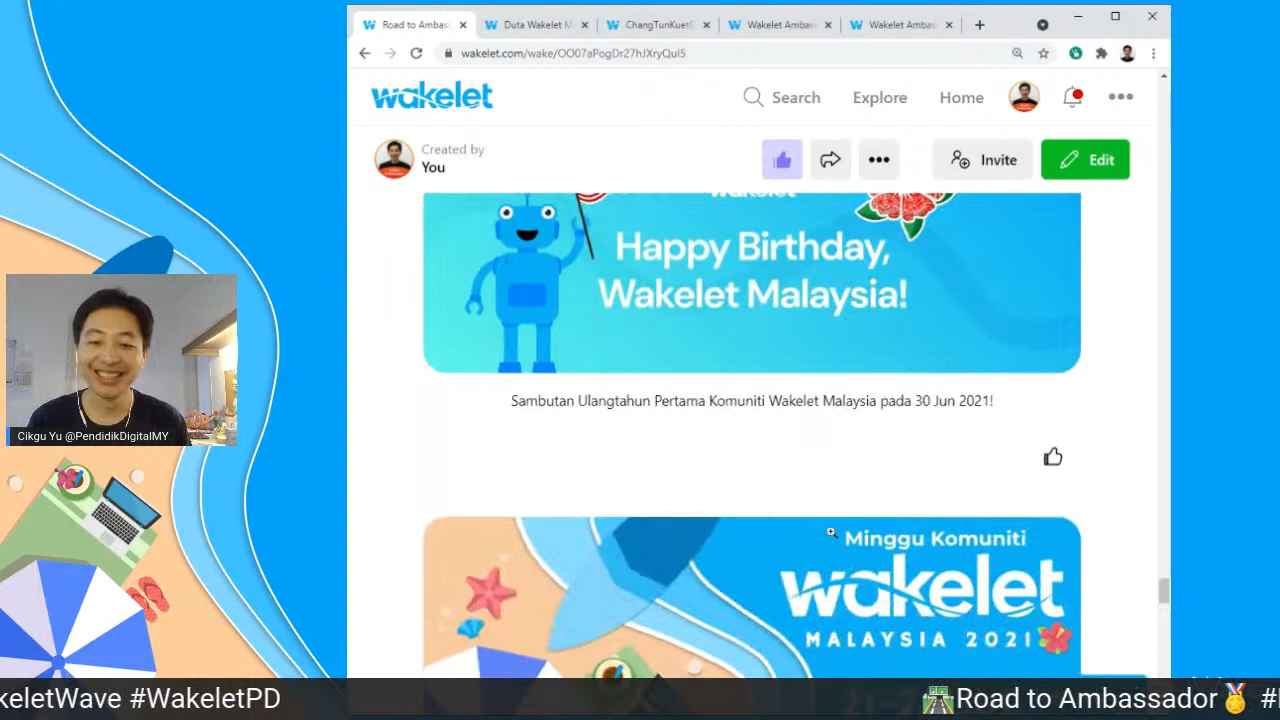 Road to Ambas
Duta Wakelet M
ChangTunKuet
Wakelet Ambas
Wakelet Ambas
wakelet.com/wake/OO07aPogDr27hJXryQuI5
wakelet
Search
Explore
Home
Created by
You
Invite
Edit
wakelet
Happy Birthday,
Wakelet Malaysia!
Cikgu Yu @PendidikDigitalMY
Sambutan Ulangtahun Pertama Komuniti Wakelet Malaysia pada 30 Jun 2021!
Minggu Komuniti
wakelet
MALAYSIA 2021
keletWave #WakeletPD
🛣️Road to Ambassador🥇 #